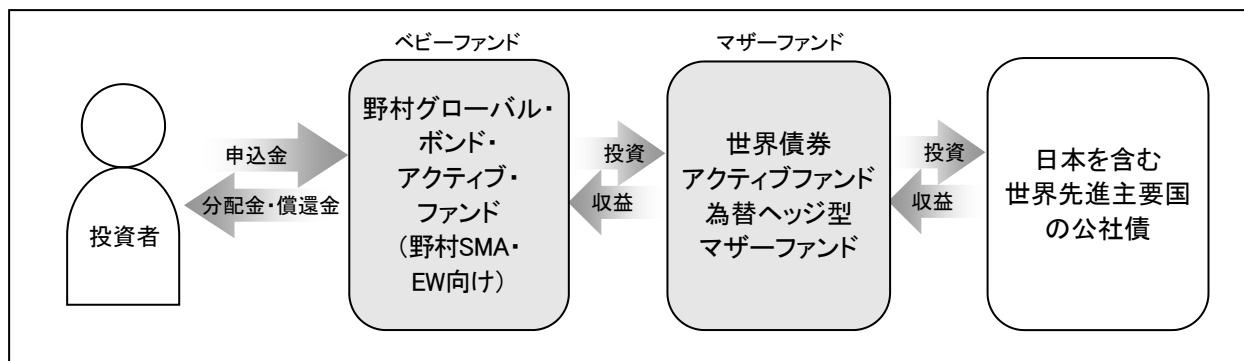 ベビーファンド
マザーファンド
投資者
申込金
分配金・償還金
野村グローバル・
ボンド・
アクティブ・
ファンド
（野村SMA・
EW向け）
投資
収益
世界債券
アクティブファンド
為替ヘッジ型
マザーファンド
投資
収益
日本を含む
世界先進主要国
の公社債